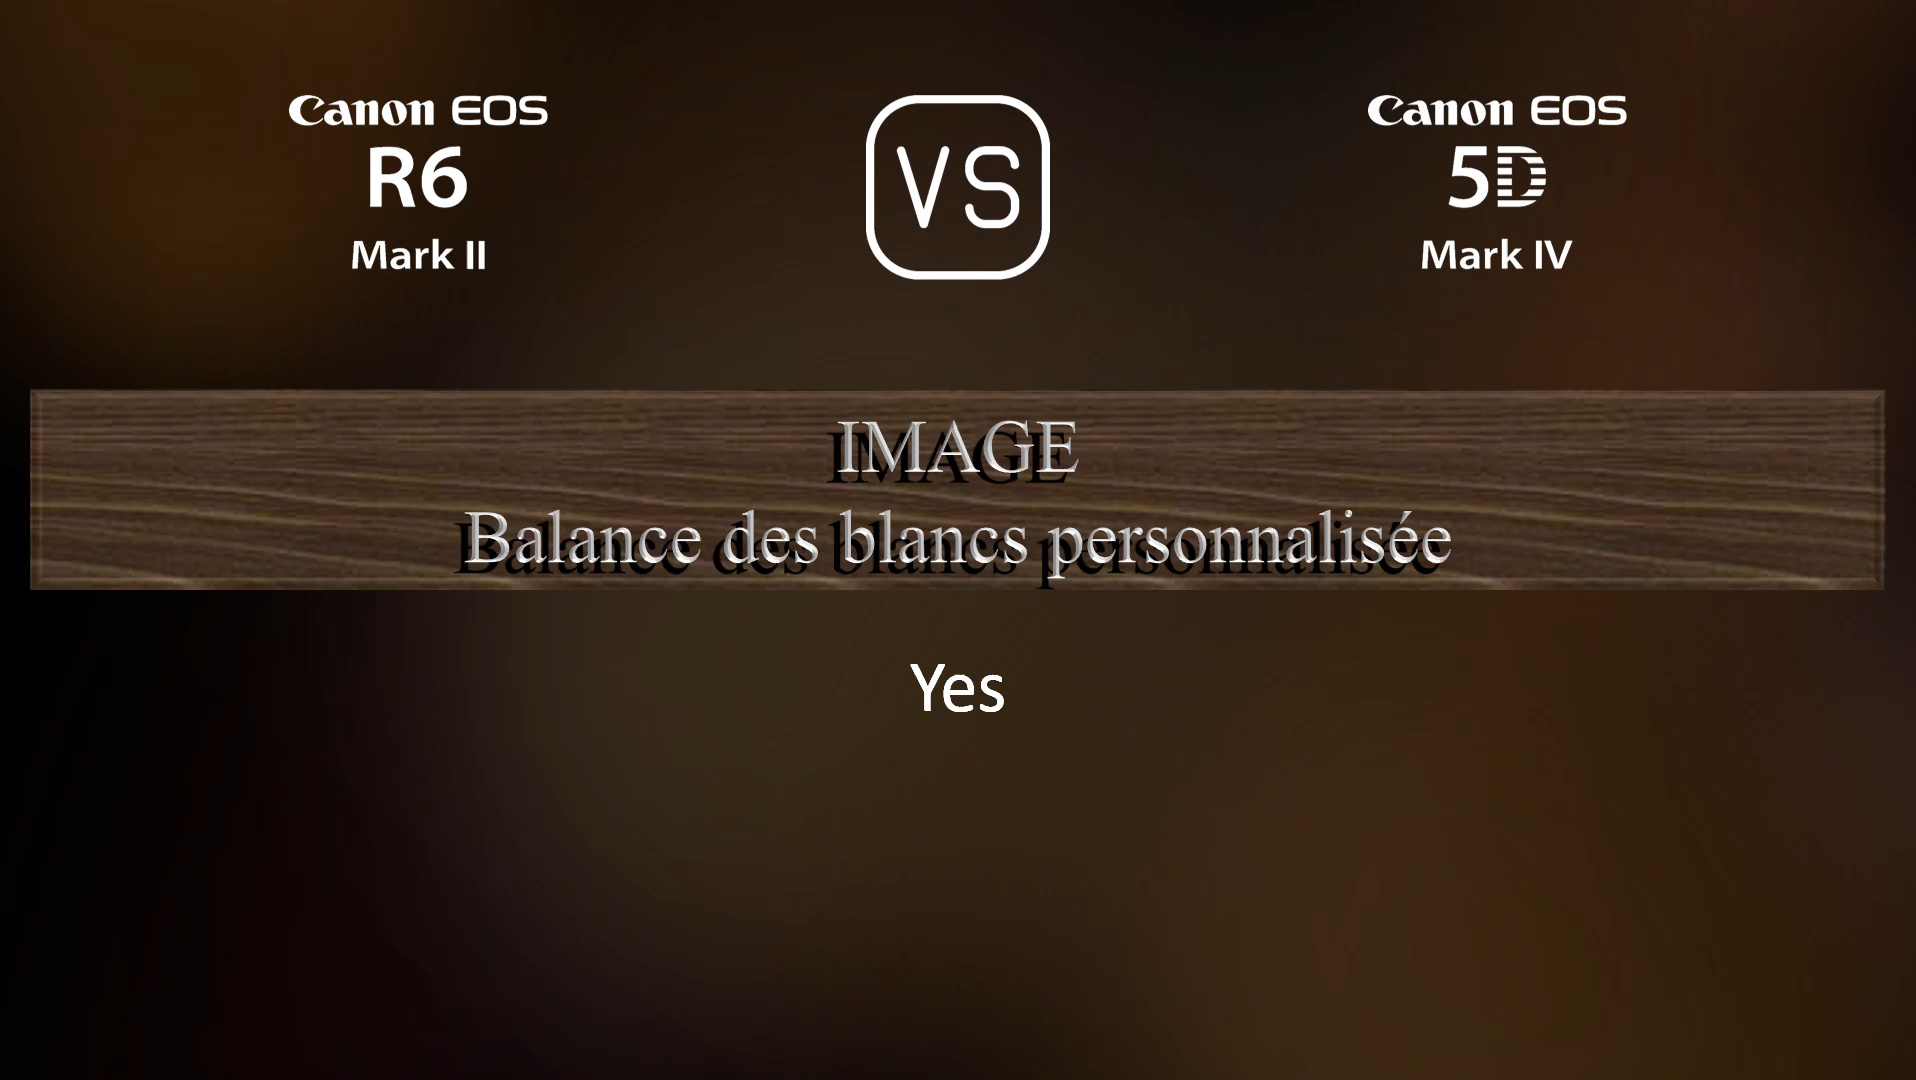 Canon EOS
R6
Mark II
VS
Canon EOS
5D
Mark IV
IMAGE
Balance des blancs personnalisée
Yes